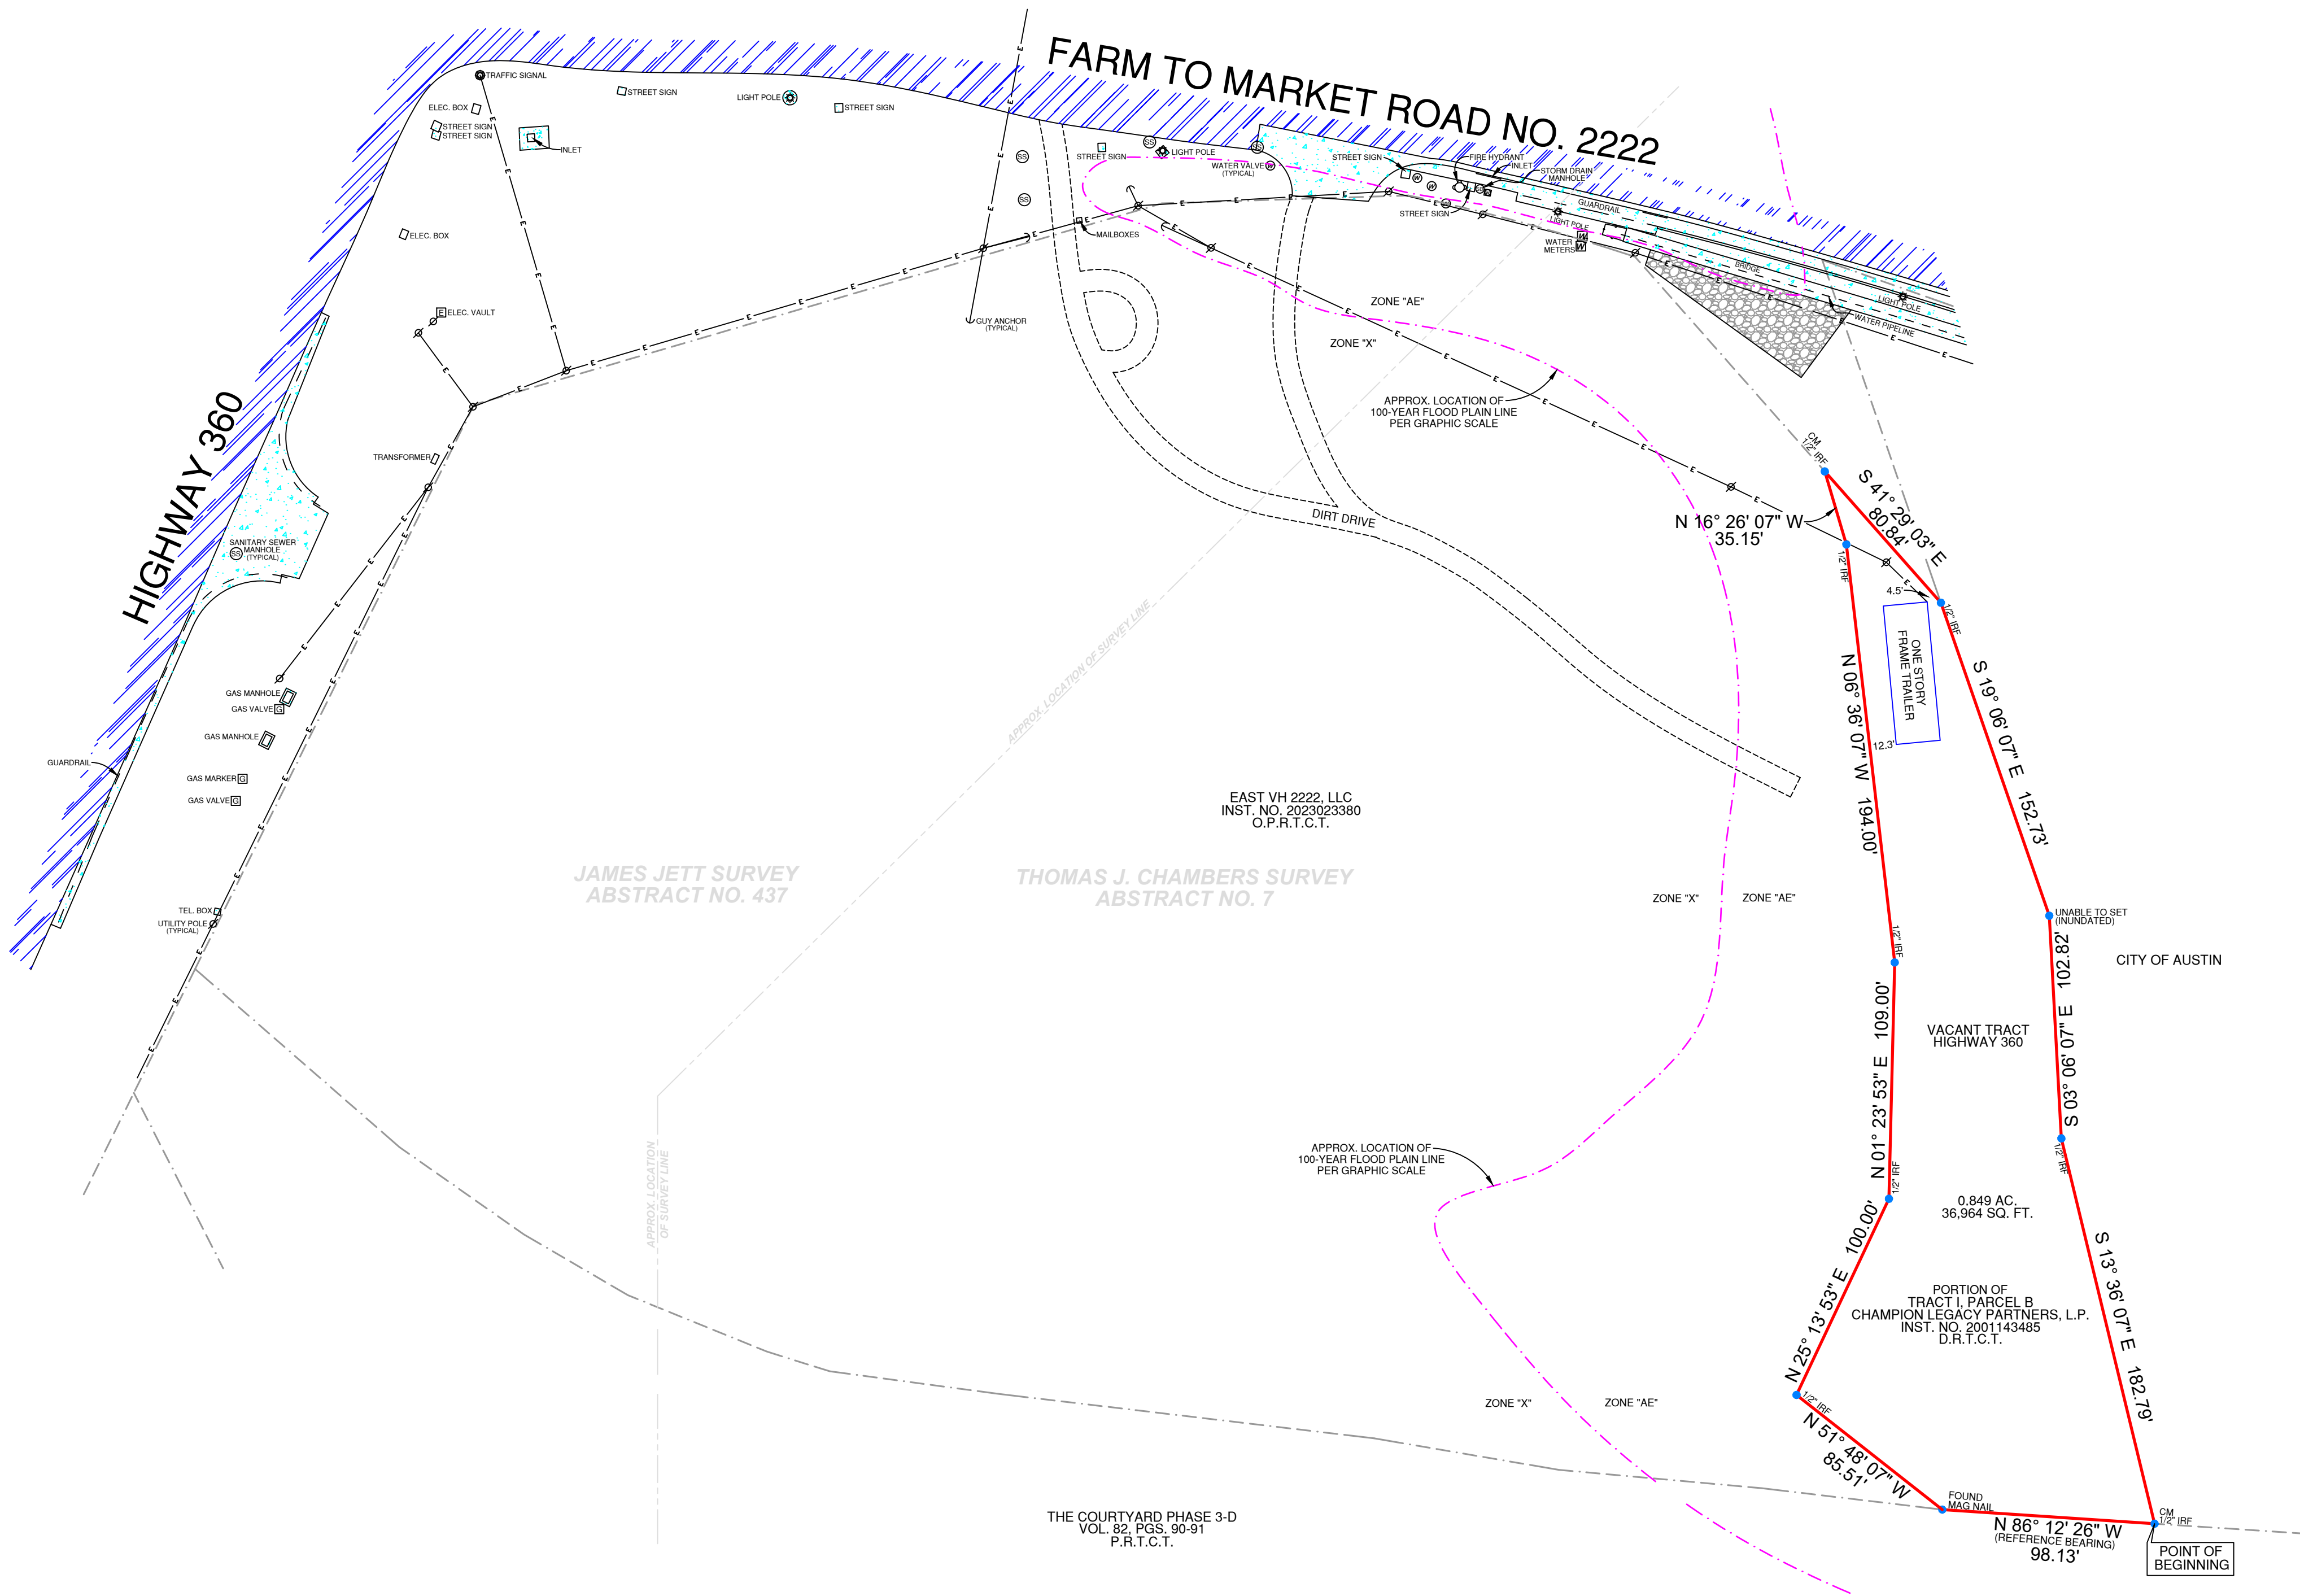 FARM TO MARKET ROAD NO. 2222
TRAFFIC SIGNAL
STREET SIGN
LIGHT POLE
STREET SIGN
ELEC. BOX
STREET SIGN
STREET SIGN
INLET
ELEC. BOX
E
ELEC. VAULT
SS
SS
SS
SS
STREET SIGN
LIGHT POLE
WATER VALVE
(TYPICAL)
W
STREET SIGN
FIRE HYDRANT
INLET
STORM DRAIN
MANHOLE
W
W
STREET SIGN
GUARDRAIL
LIGHT POLE
WATER
METERS
W
W
BRIDGE
LIGHT POLE
WATER PIPELINE
MAILBOXES
GUY ANCHOR
(TYPICAL)
ZONE "AE"
ZONE "X"
APPROX. LOCATION OF
100-YEAR FLOOD PLAIN LINE
PER GRAPHIC SCALE
DIRT DRIVE
HIGHWAY 360
TRANSFORMER
SANITARY SEWER
MANHOLE
(TYPICAL)
SS
GAS MANHOLE
GAS VALVE G
GAS MANHOLE
GUARDRAIL
GAS MARKER G
GAS VALVE G
TEL. BOX
UTILITY POLE
(TYPICAL)
APPROX. LOCATION OF SURVEY LINE
CM
1/2" IRF
S 41° 29' 03" E
80.84'
N 16° 26' 07" W
35.15'
1/2" IRF
4.5'
1/2" IRF
ONE STORY
FRAME TRAILER
12.3'
N 06° 36' 07" W 194.00'
S 19° 06' 07" E 152.73'
EAST VH 2222, LLC
INST. NO. 2023023380
O.P.R.T.C.T.
JAMES JETT SURVEY
ABSTRACT NO. 437
THOMAS J. CHAMBERS SURVEY
ABSTRACT NO. 7
ZONE "X"
ZONE "AE"
1/2" IRF
UNABLE TO SET
(INUNDATED)
CITY OF AUSTIN
S 03° 06' 07" E 102.82'
N 01° 23' 53" E 109.00'
VACANT TRACT
HIGHWAY 360
1/2" IRF
1/2" IRF
APPROX. LOCATION
OF SURVEY LINE
APPROX. LOCATION OF
100-YEAR FLOOD PLAIN LINE
PER GRAPHIC SCALE
0.849 AC.
36,964 SQ. FT.
N 25° 13' 53" E 100.00'
S 13° 36' 07" E 182.79'
PORTION OF
TRACT I, PARCEL B
CHAMPION LEGACY PARTNERS, L.P.
INST. NO. 2001143485
D.R.T.C.T.
ZONE "X"
ZONE "AE"
1/2" IRF
N 51° 48' 07" W
85.51'
FOUND
MAG NAIL
CM
1/2" IRF
N 86° 12' 26" W
(REFERENCE BEARING)
98.13'
POINT OF
BEGINNING
THE COURTYARD PHASE 3-D
VOL. 82, PGS. 90-91
P.R.T.C.T.